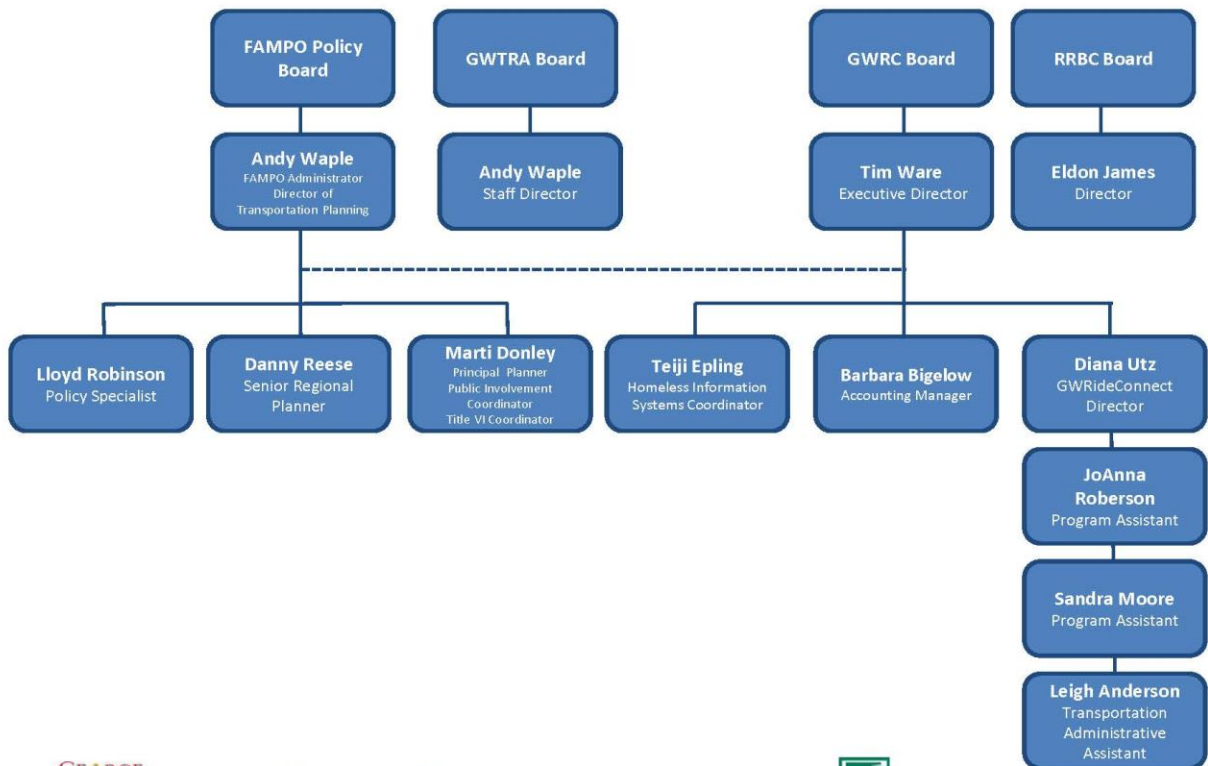 FAMPO Policy
Board
GWTRA Board
GWRC Board
RRBC Board
Andy Waple
FAMPO Administrator
Director of
Transportation Planning
Andy Waple
Staff Director
Tim Ware
Executive Director
Eldon James
Director
Lloyd Robinson
Policy Specialist
Danny Reese
Senior Regional
Planner
Marti Donley
Principal Planner
Public Involvement
Coordinator
Title VI Coordinator
Teiji Epling
Homeless Information
Systems Coordinator
Barbara Bigelow
Accounting Manager
Diana Utz
GWRideConnect
Director
JoAnna
Roberson
Program Assistant
Sandra Moore
Program Assistant
Leigh Anderson
Transportation
Administrative
Assistant